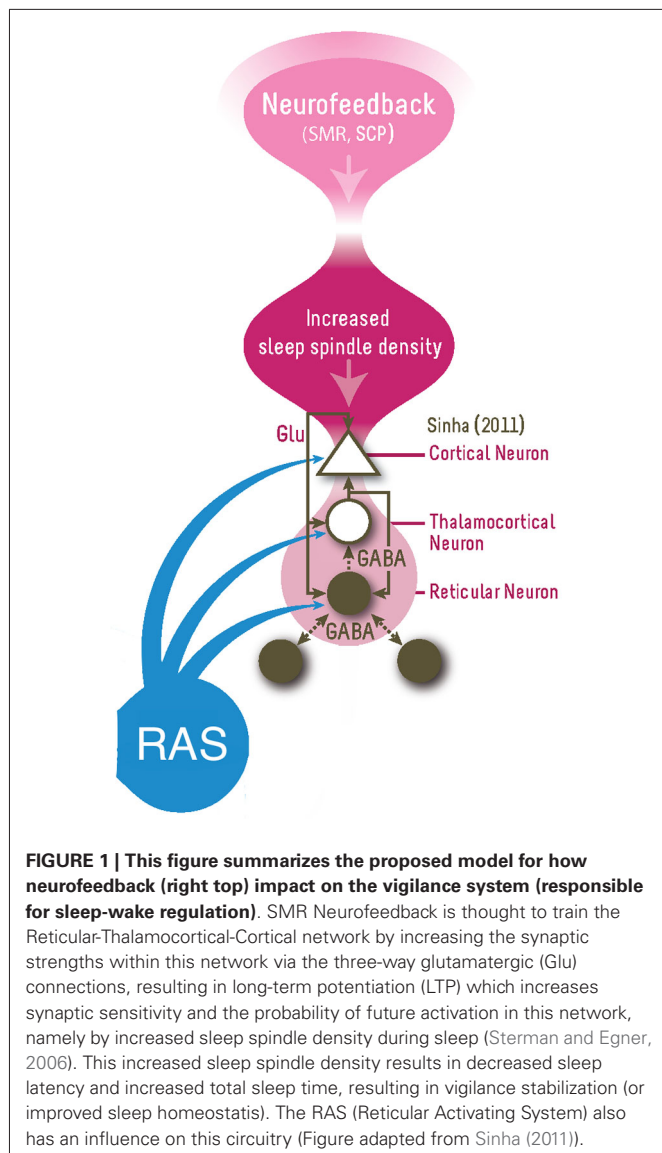 Neurofeedback
(SMR, SCP)
Increased
sleep spindle density
Sinha (2011)
Glu
Cortical Neuron
Thalamocortical
Neuron
GABA
Reticular Neuron
GABA
RAS
FIGURE 1 | This figure summarizes the proposed model for how
neurofeedback (right top) impact on the vigilance system (responsible
for sleep-wake regulation). SMR Neurofeedback is thought to train the
Reticular-Thalamocortical-Cortical network by increasing the synaptic
strengths within this network via the three-way glutamatergic (Glu)
connections, resulting in long-term potentiation (LTP) which increases
synaptic sensitivity and the probability of future activation in this network,
namely by increased sleep spindle density during sleep (Sterman and Egner,
2006). This increased sleep spindle density results in decreased sleep
latency and increased total sleep time, resulting in vigilance stabilization (or
improved sleep homeostatis). The RAS (Reticular Activating System) also
has an influence on this circuitry (Figure adapted from Sinha (2011)).